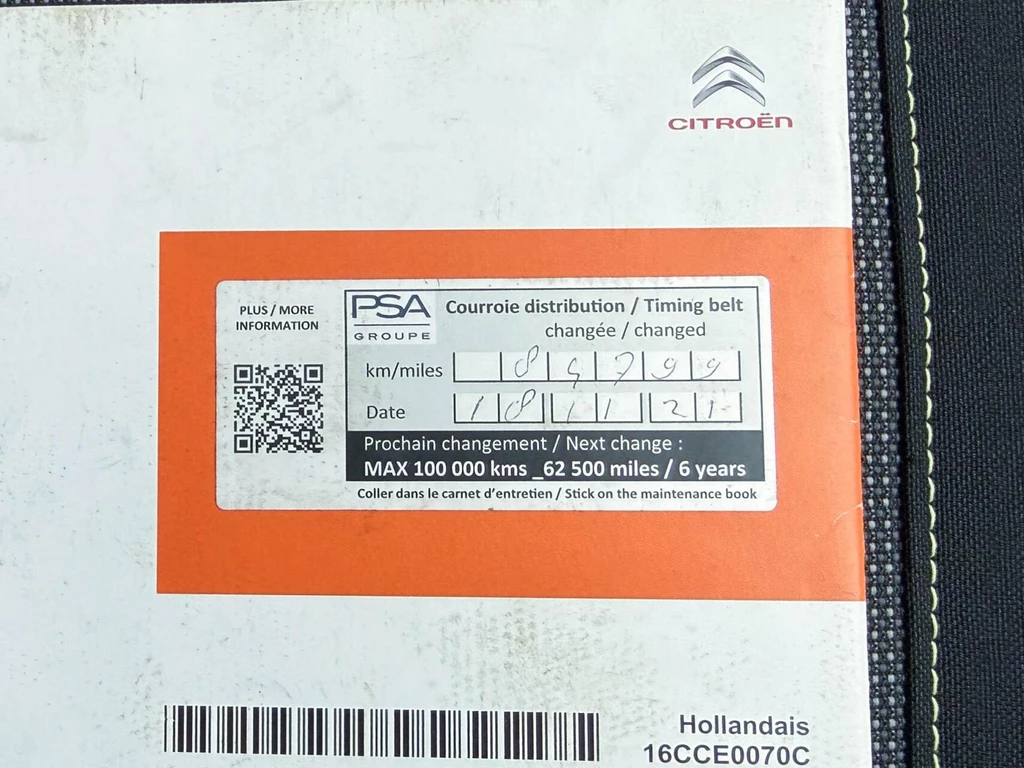 CITROËN
PLUS / MORE
INFORMATION
PSA
GROUPE
Courroie distribution / Timing belt
changée / changed
km/miles 89799
Date 18 11 21
Prochain changement / Next change :
MAX 100 000 kms _62 500 miles / 6 years
Coller dans le carnet d'entretien / Stick on the maintenance book
Hollandais
16CCE0070C